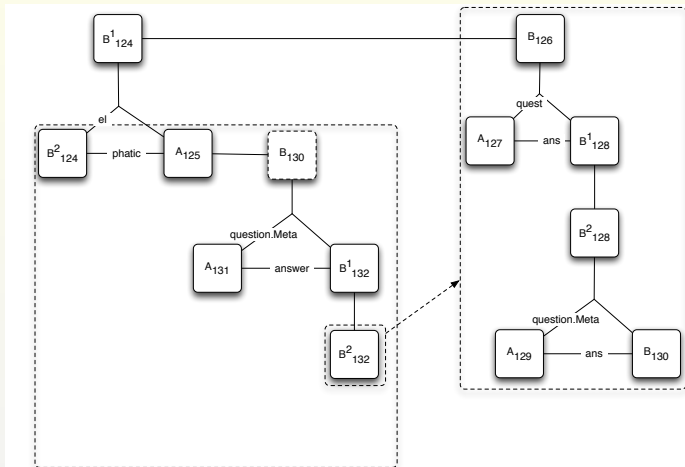 B¹₁₂₄
B₁₂₆
el
quest
B²₁₂₄
phatic
A₁₂₅
B₁₃₀
A₁₂₇
ans
B¹₁₂₈
B²₁₂₈
question.Meta
A₁₃₁
answer
B¹₁₃₂
B²₁₃₂
question.Meta
A₁₂₉
ans
B₁₃₀